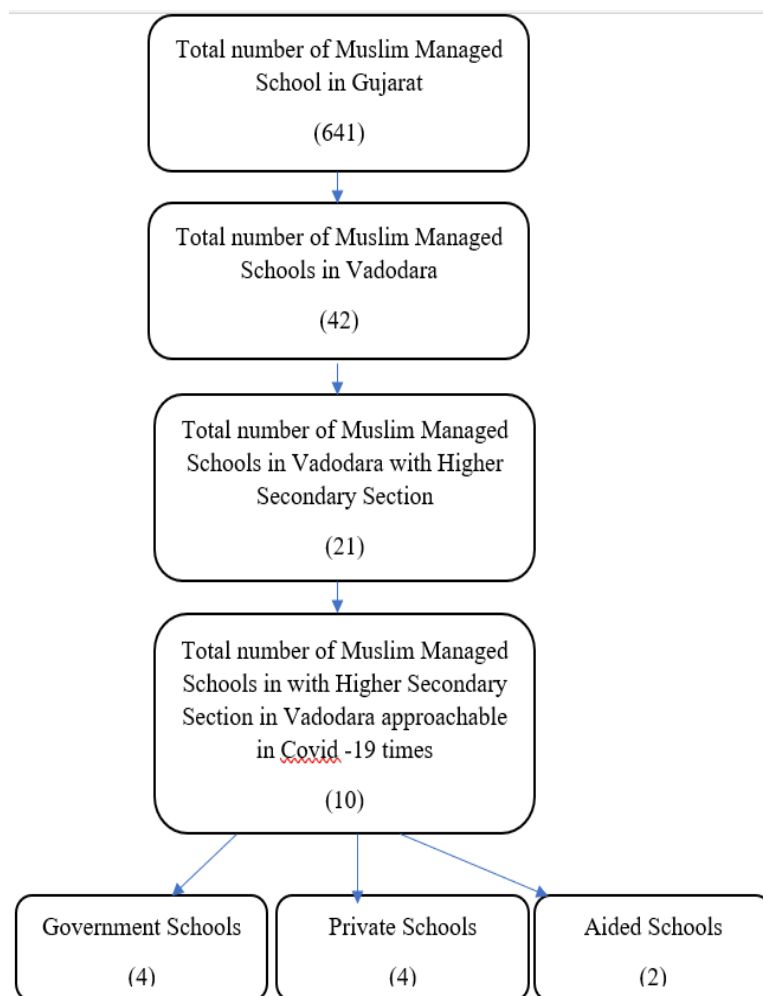 Total number of Muslim Managed
School in Gujarat
(641)
Total number of Muslim Managed
Schools in Vadodara
(42)
Total number of Muslim Managed
Schools in Vadodara with Higher
Secondary Section
(21)
Total number of Muslim Managed
Schools in with Higher Secondary
Section in Vadodara approachable
in Covid -19 times
(10)
Government Schools
(4)
Private Schools
(4)
Aided Schools
(2)